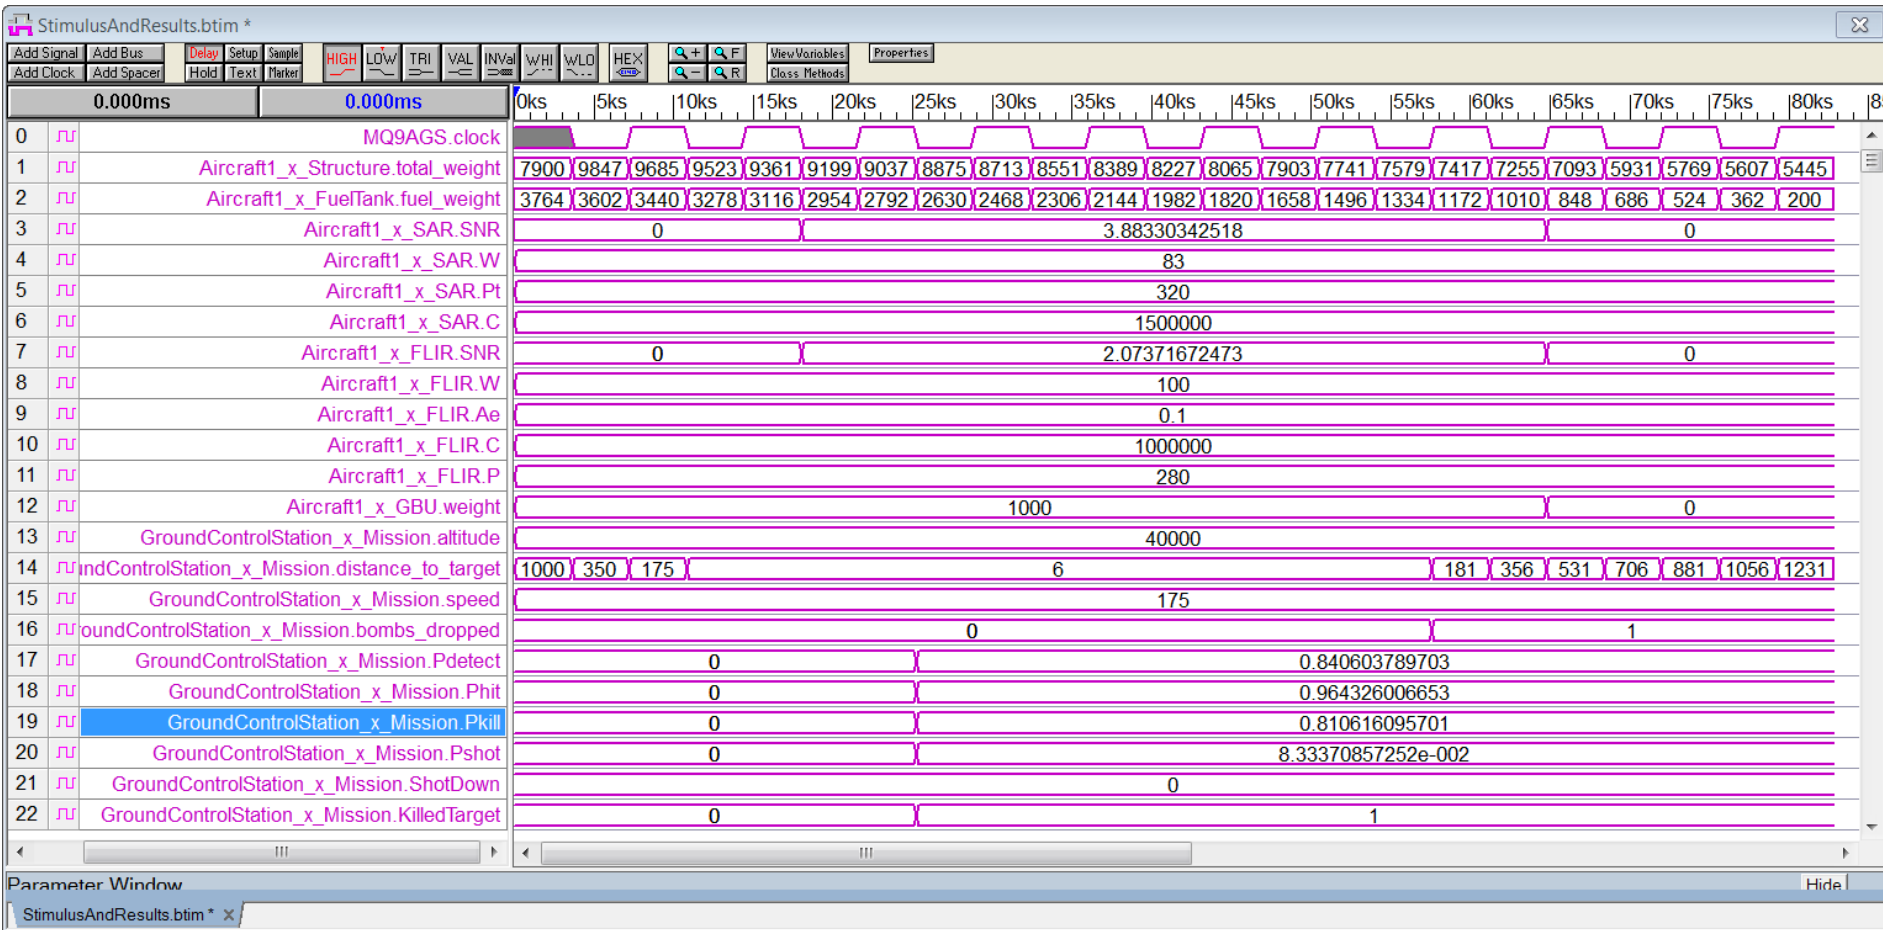 StimulusAndResults.btim *
Add Signal Add Bus Delay Setup Sample HIGH LOW TRI VAL INVal WHI WLO HEX + F ViewVariables Properties
Add Clock Add Spacer Hold Text Marker - R Class Methods
0.000ms 0.000ms 0ks 5ks 10ks 15ks 20ks 25ks 30ks 35ks 40ks 45ks 50ks 55ks 60ks 65ks 70ks 75ks 80ks 8
0 MQ9AGS.clock
1 Aircraft1_x_Structure.total_weight 7900 9847 9685 9523 9361 9199 9037 8875 8713 8551 8389 8227 8065 7903 7741 7579 7417 7255 7093 5931 5769 5607 5445
2 Aircraft1_x_FuelTank.fuel_weight 3764 3602 3440 3278 3116 2954 2792 2630 2468 2306 2144 1982 1820 1658 1496 1334 1172 1010 848 686 524 362 200
3 Aircraft1_x_SAR.SNR 0 3.88330342518 0
4 Aircraft1_x_SAR.W 83
5 Aircraft1_x_SAR.Pt 320
6 Aircraft1_x_SAR.C 1500000
7 Aircraft1_x_FLIR.SNR 0 2.07371672473 0
8 Aircraft1_x_FLIR.W 100
9 Aircraft1_x_FLIR.Ae 0.1
10 Aircraft1_x_FLIR.C 1000000
11 Aircraft1_x_FLIR.P 280
12 Aircraft1_x_GBU.weight 1000 0
13 GroundControlStation_x_Mission.altitude 40000
14 undControlStation_x_Mission.distance_to_target 1000 350 175 6 181 356 531 706 881 1056 1231
15 GroundControlStation_x_Mission.speed 175
16 oundControlStation_x_Mission.bombs_dropped 0 1
17 GroundControlStation_x_Mission.Pdetect 0 0.840603789703
18 GroundControlStation_x_Mission.Phit 0 0.964326006653
19 GroundControlStation_x_Mission.Pkill 0 0.810616095701
20 GroundControlStation_x_Mission.Pshot 0 8.33370857252e-002
21 GroundControlStation_x_Mission.ShotDown 0
22 GroundControlStation_x_Mission.KilledTarget 0 1
Parameter Window Hide
StimulusAndResults.btim * x